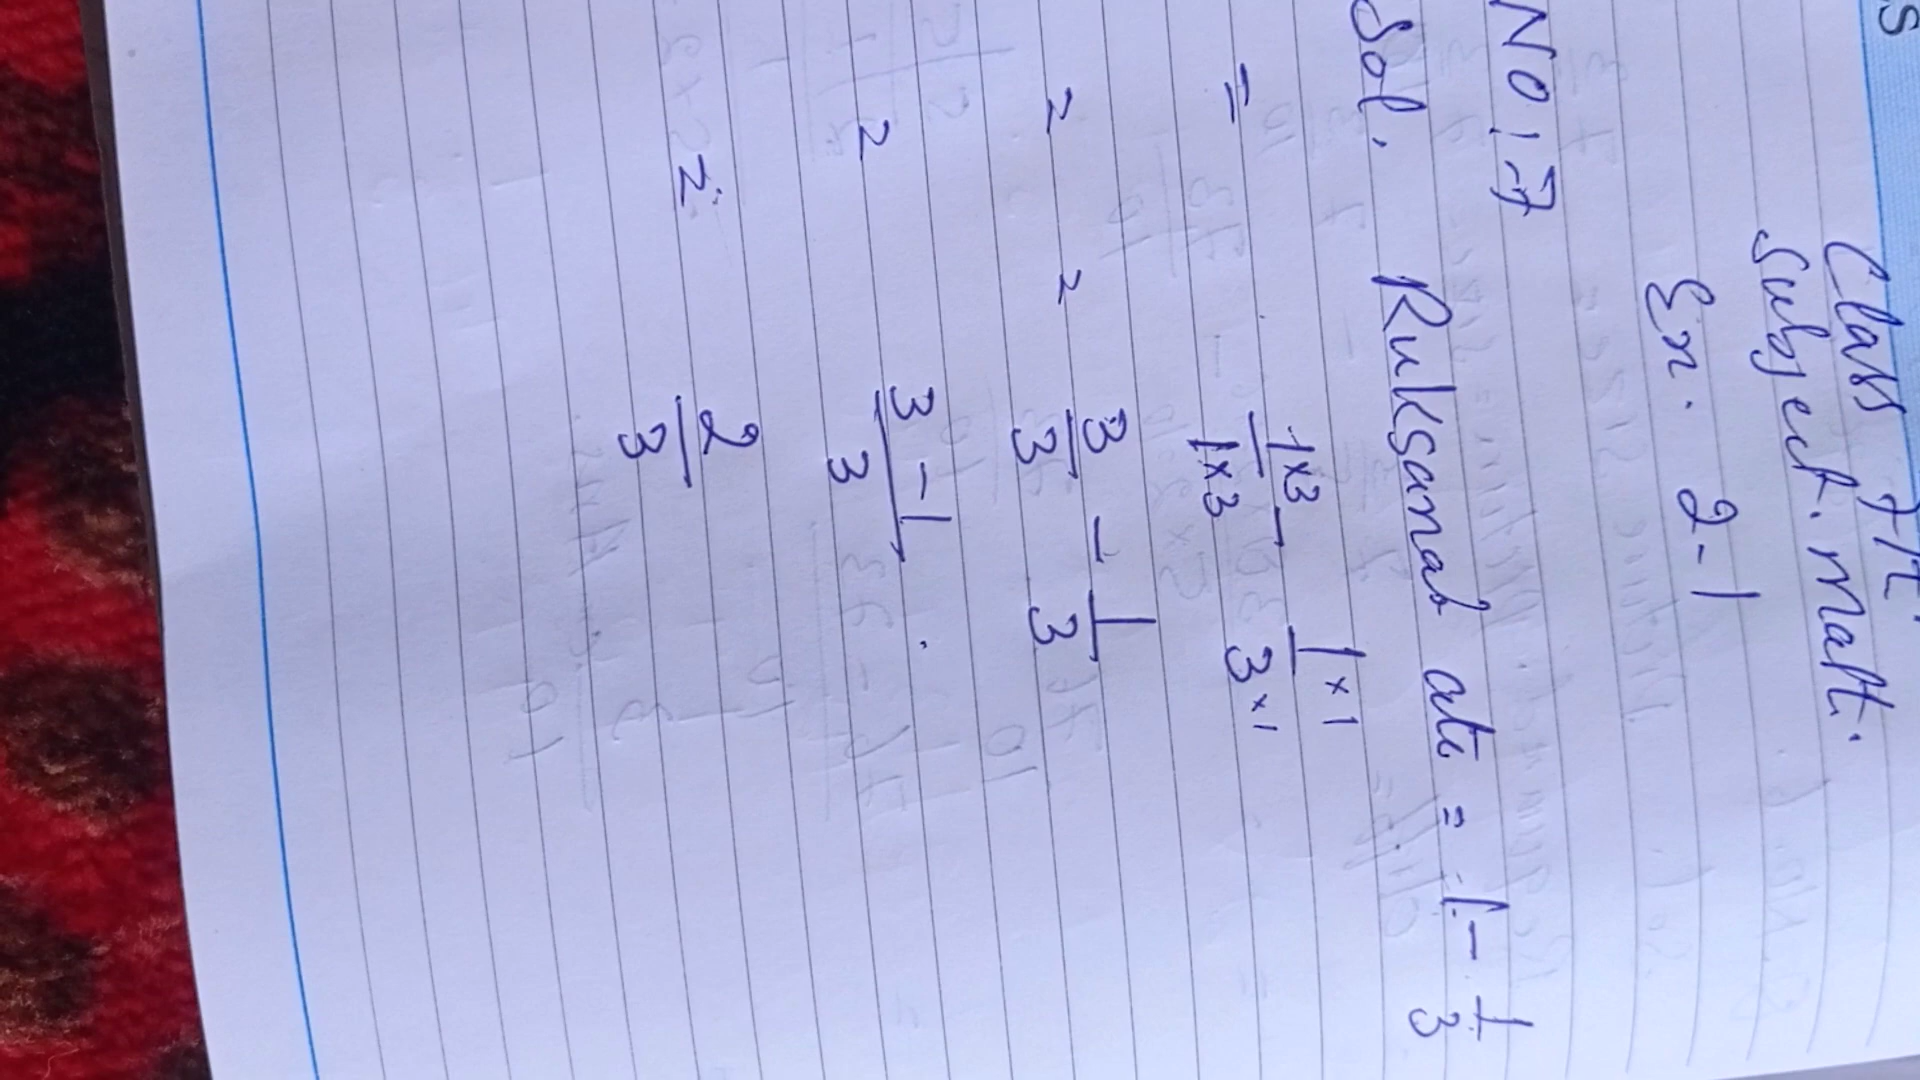 Class 7th
Subject. math.
Ex. 2-1
NO:-7
Sol. Ruksanab ate = 1 - 1/3
= 1×3/1×3 - 1×1/3×1
= = 3/3 - 1/3
= 3-1/3
= 2/3